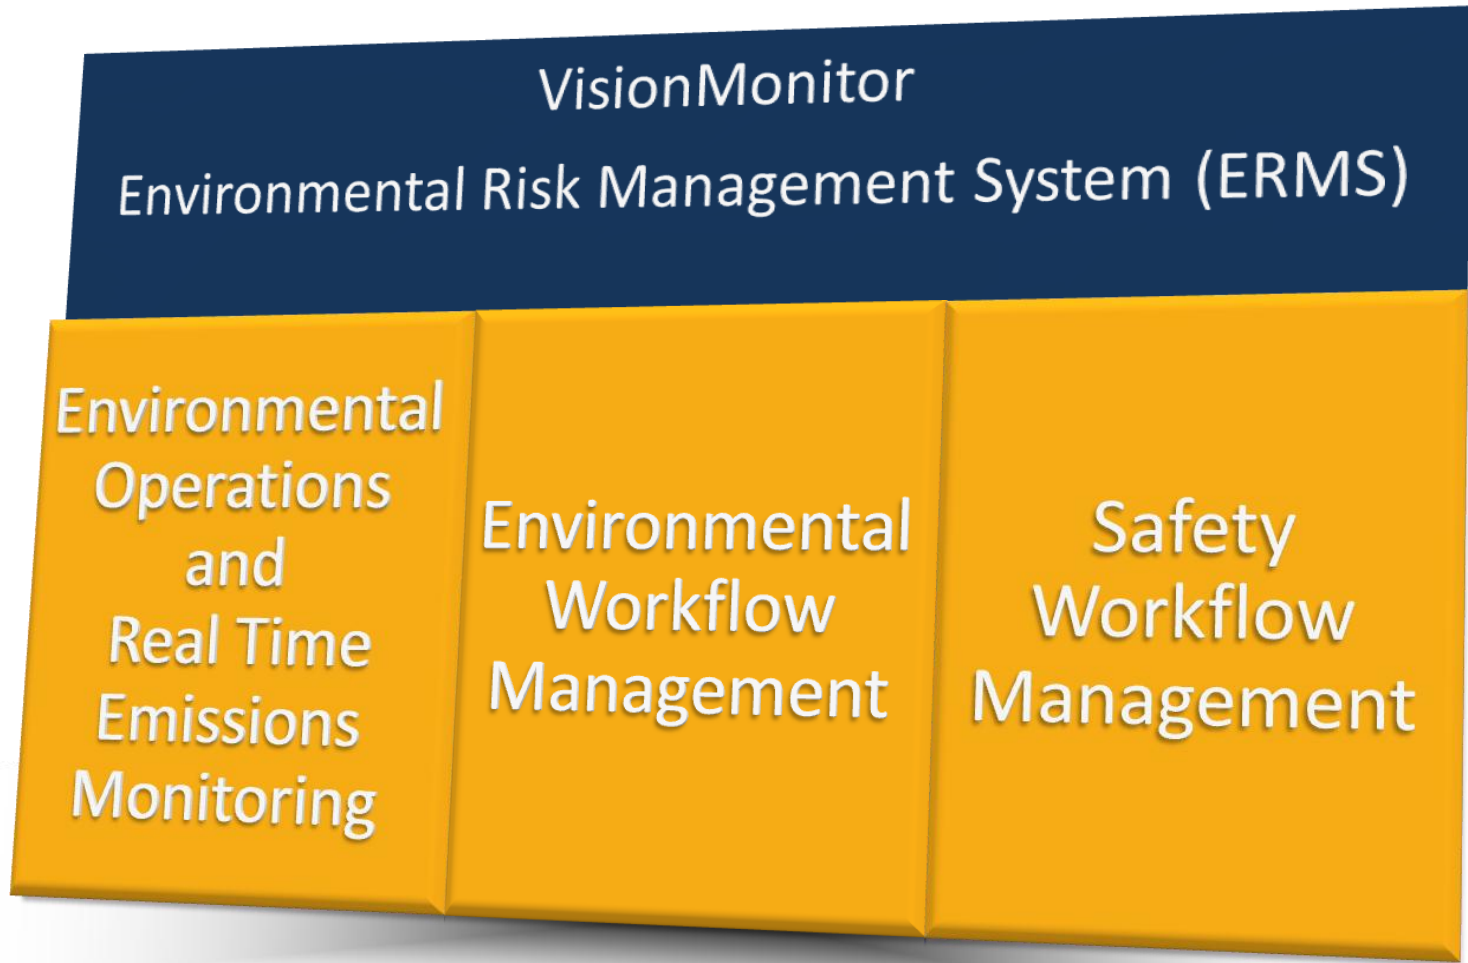 VisionMonitor
Environmental Risk Management System (ERMS)
Environmental
Operations
and
Real Time
Emissions
Monitoring
Environmental
Workflow
Management
Safety
Workflow
Management